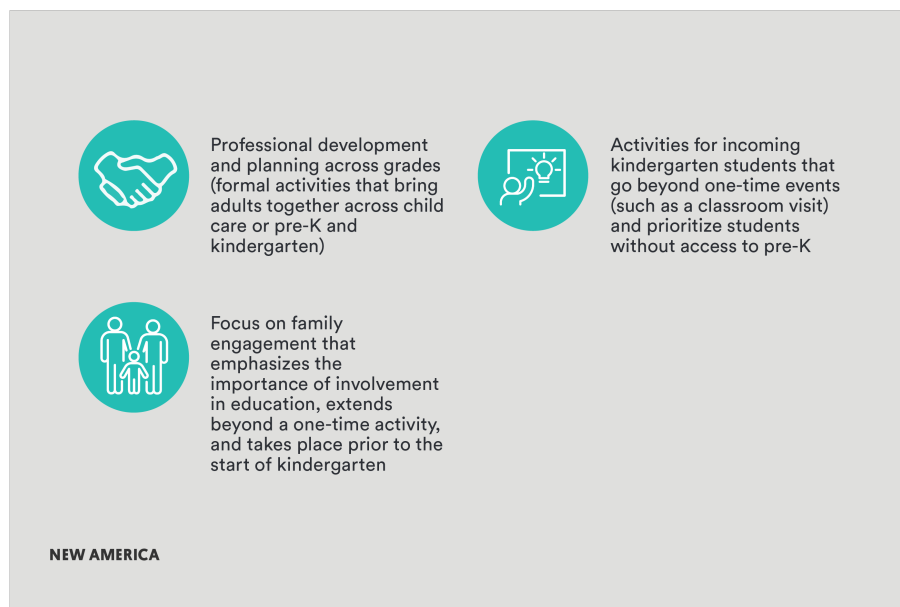 Professional development
and planning across grades
(formal activities that bring
adults together across child
care or pre-K and
kindergarten)
Activities for incoming
kindergarten students that
go beyond one-time events
(such as a classroom visit)
and prioritize students
without access to pre-K
Focus on family
engagement that
emphasizes the
importance of involvement
in education, extends
beyond a one-time activity,
and takes place prior to the
start of kindergarten
NEW AMERICA